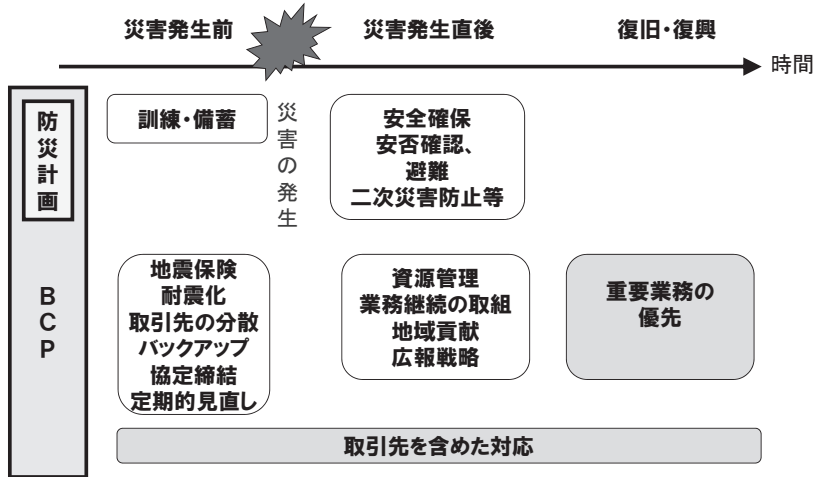 災害発生前
災害発生直後
復旧・復興
時間
防災計画
訓練・備蓄
災害の発生
安全確保
安否確認、
避難
二次災害防止等
BCP
地震保険
耐震化
取引先の分散
バックアップ
協定締結
定期的見直し
資源管理
業務継続の取組
地域貢献
広報戦略
重要業務の
優先
取引先を含めた対応